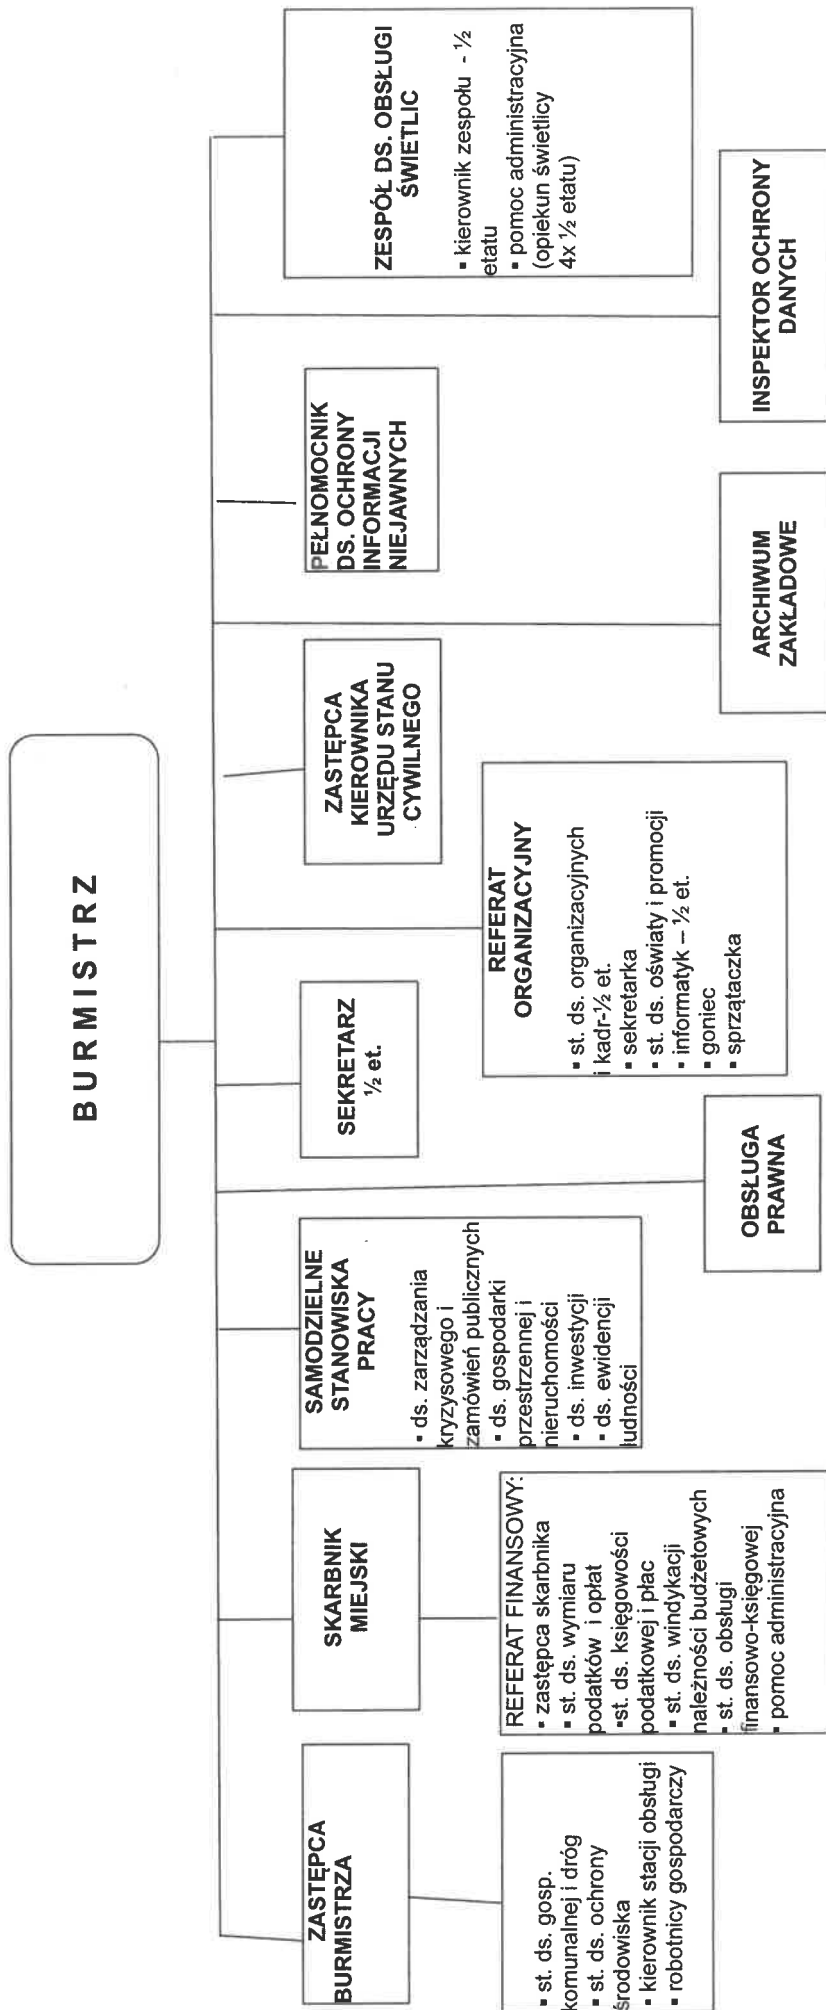 BURMISTRZ
ZASTĘPCA
BURMISTRZA
▪ st. ds. gosp.
komunalnej i dróg
▪ st. ds. ochrony
środowiska
▪ kierownik stacji obsługi
▪ robotnicy gospodarczy
SKARBNIK
MIEJSKI
REFERAT FINANSOWY:
▪ zastępca skarbnika
▪ st. ds. wymiaru
podatków i opłat
▪st. ds. księgowości
podatkowej i płac
▪ st. ds. windykacji
należności budżetowych
▪ st. ds. obsługi
finansowo-księgowej
▪ pomoc administracyjna
SAMODZIELNE
STANOWISKA
PRACY
▪ ds. zarządzania
kryzysowego i
zamówień publicznych
▪ ds. gospodarki
przestrzennej i
nieruchomości
▪ ds. inwestycji
▪ ds. ewidencji
ludności
OBSŁUGA
PRAWNA
SEKRETARZ
½ et.
REFERAT
ORGANIZACYJNY
▪ st. ds. organizacyjnych
i kadr-½ et.
▪ sekretarka
▪ st. ds. oświaty i promocji
▪ informatyk – ½ et.
▪ goniec
▪ sprzątaczka
ZASTĘPCA
KIEROWNIKA
URZĘDU STANU
CYWILNEGO
ARCHIWUM
ZAKŁADOWE
PEŁNOMOCNIK
DS. OCHRONY
INFORMACJI
NIEJAWNYCH
INSPEKTOR OCHRONY
DANYCH
ZESPÓŁ DS. OBSŁUGI
ŚWIETLIC
▪ kierownik zespołu - ½
etatu
▪ pomoc administracyjna
(opiekun świetlicy
4x ½ etatu)